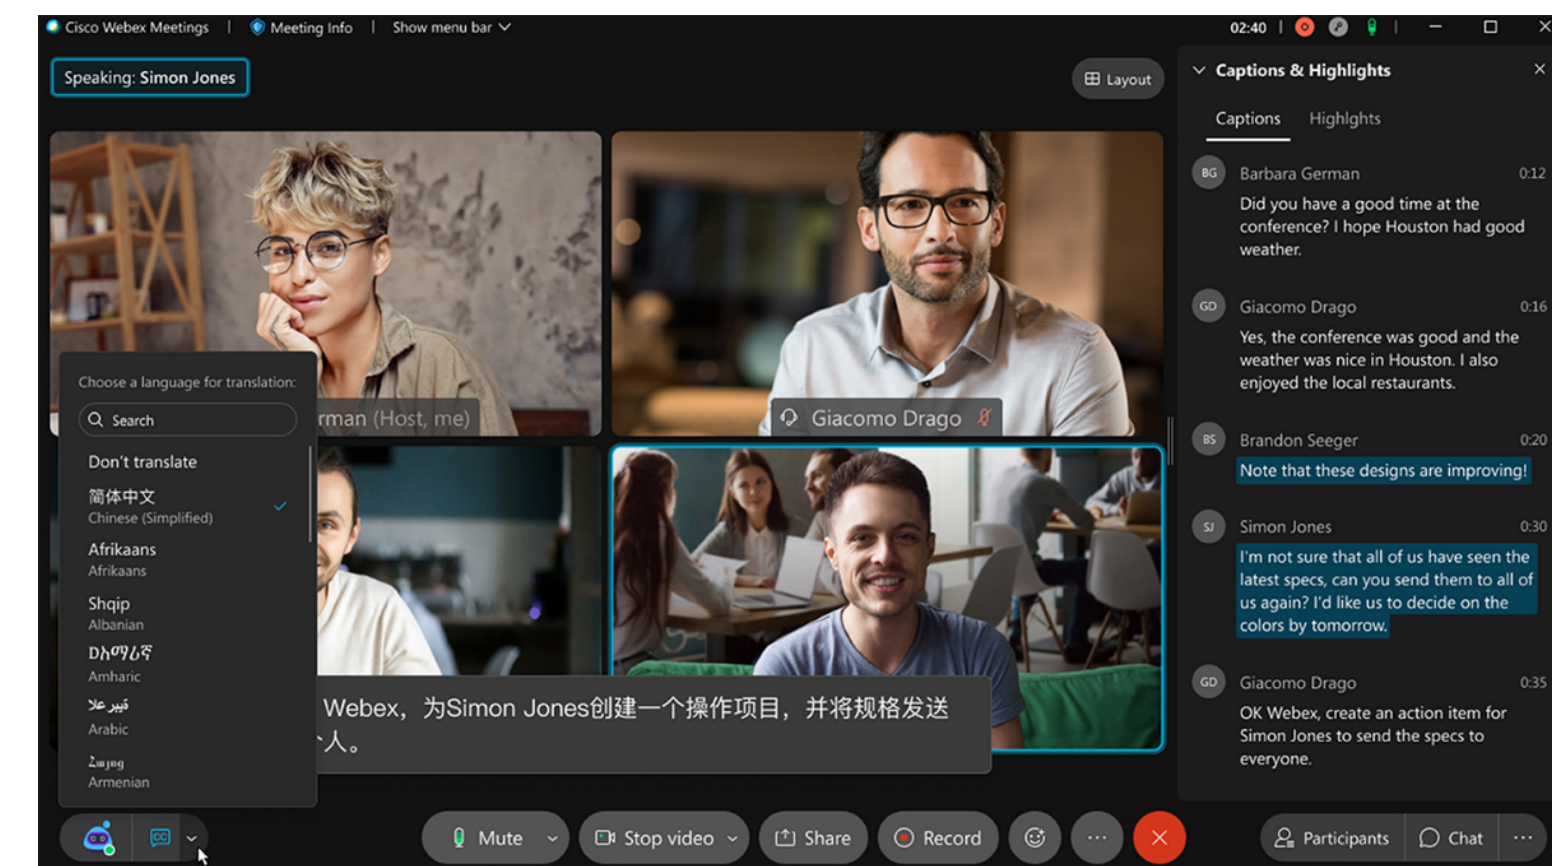 Cisco Webex Meetings | Meeting Info | Show menu bar
02:40
Speaking: Simon Jones
Layout
rman (Host, me)
Giacomo Drago
Choose a language for translation:
Search
Don't translate
简体中文
Chinese (Simplified)
Afrikaans
Afrikaans
Shqip
Albanian
Amharic
Arabic
Armenian
Webex，为Simon Jones创建一个操作项目，并将规格发送
人。
CC
Mute
Stop video
Share
Record
Captions & Highlights
Captions
Highlghts
BG
Barbara German
0:12
Did you have a good time at the
conference? I hope Houston had good
weather.
GD
Giacomo Drago
0:16
Yes, the conference was good and the
weather was nice in Houston. I also
enjoyed the local restaurants.
BS
Brandon Seeger
0:20
Note that these designs are improving!
SJ
Simon Jones
0:30
I'm not sure that all of us have seen the
latest specs, can you send them to all of
us again? I'd like us to decide on the
colors by tomorrow.
GD
Giacomo Drago
0:35
OK Webex, create an action item for
Simon Jones to send the specs to
everyone.
Participants
Chat